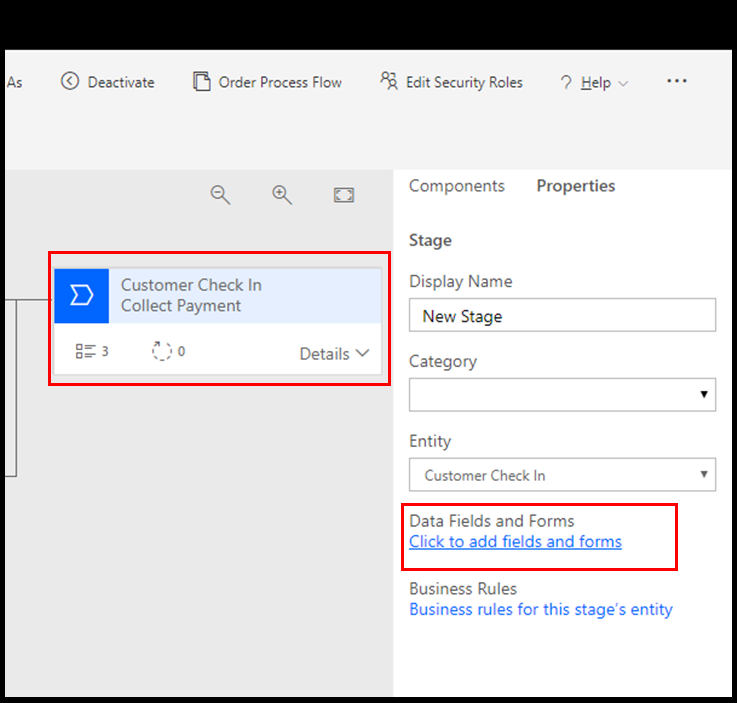 As Deactivate Order Process Flow Edit Security Roles ? Help ...
Components Properties
Stage
Customer Check In
Collect Payment
3 0 Details
Display Name
New Stage
Category
Entity
Customer Check In
Data Fields and Forms
Click to add fields and forms
Business Rules
Business rules for this stage's entity